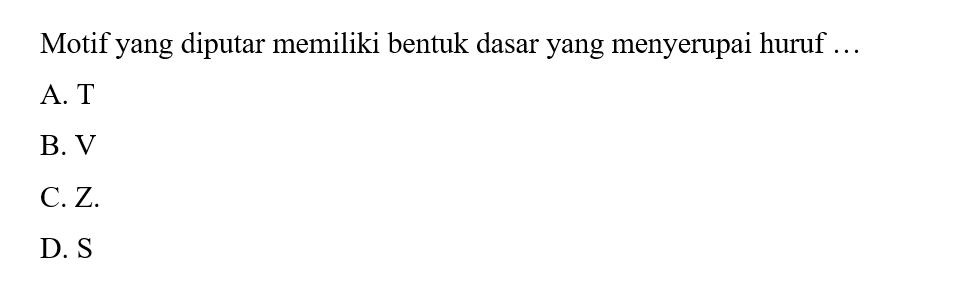 Motif yang diputar memiliki bentuk dasar yang menyerupai huruf …
A. T
B. V
C. Z.
D. S